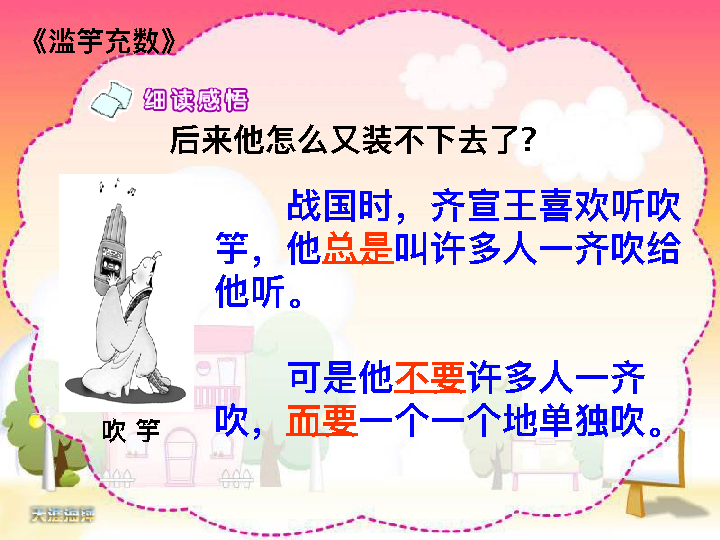 《滥竽充数》
细读感悟
后来他怎么又装不下去了?
战国时，齐宣王喜欢听吹
竽，他总是叫许多人一齐吹给
他听。
可是他不要许多人一齐
吹，而要一个一个地单独吹。
吹 竽